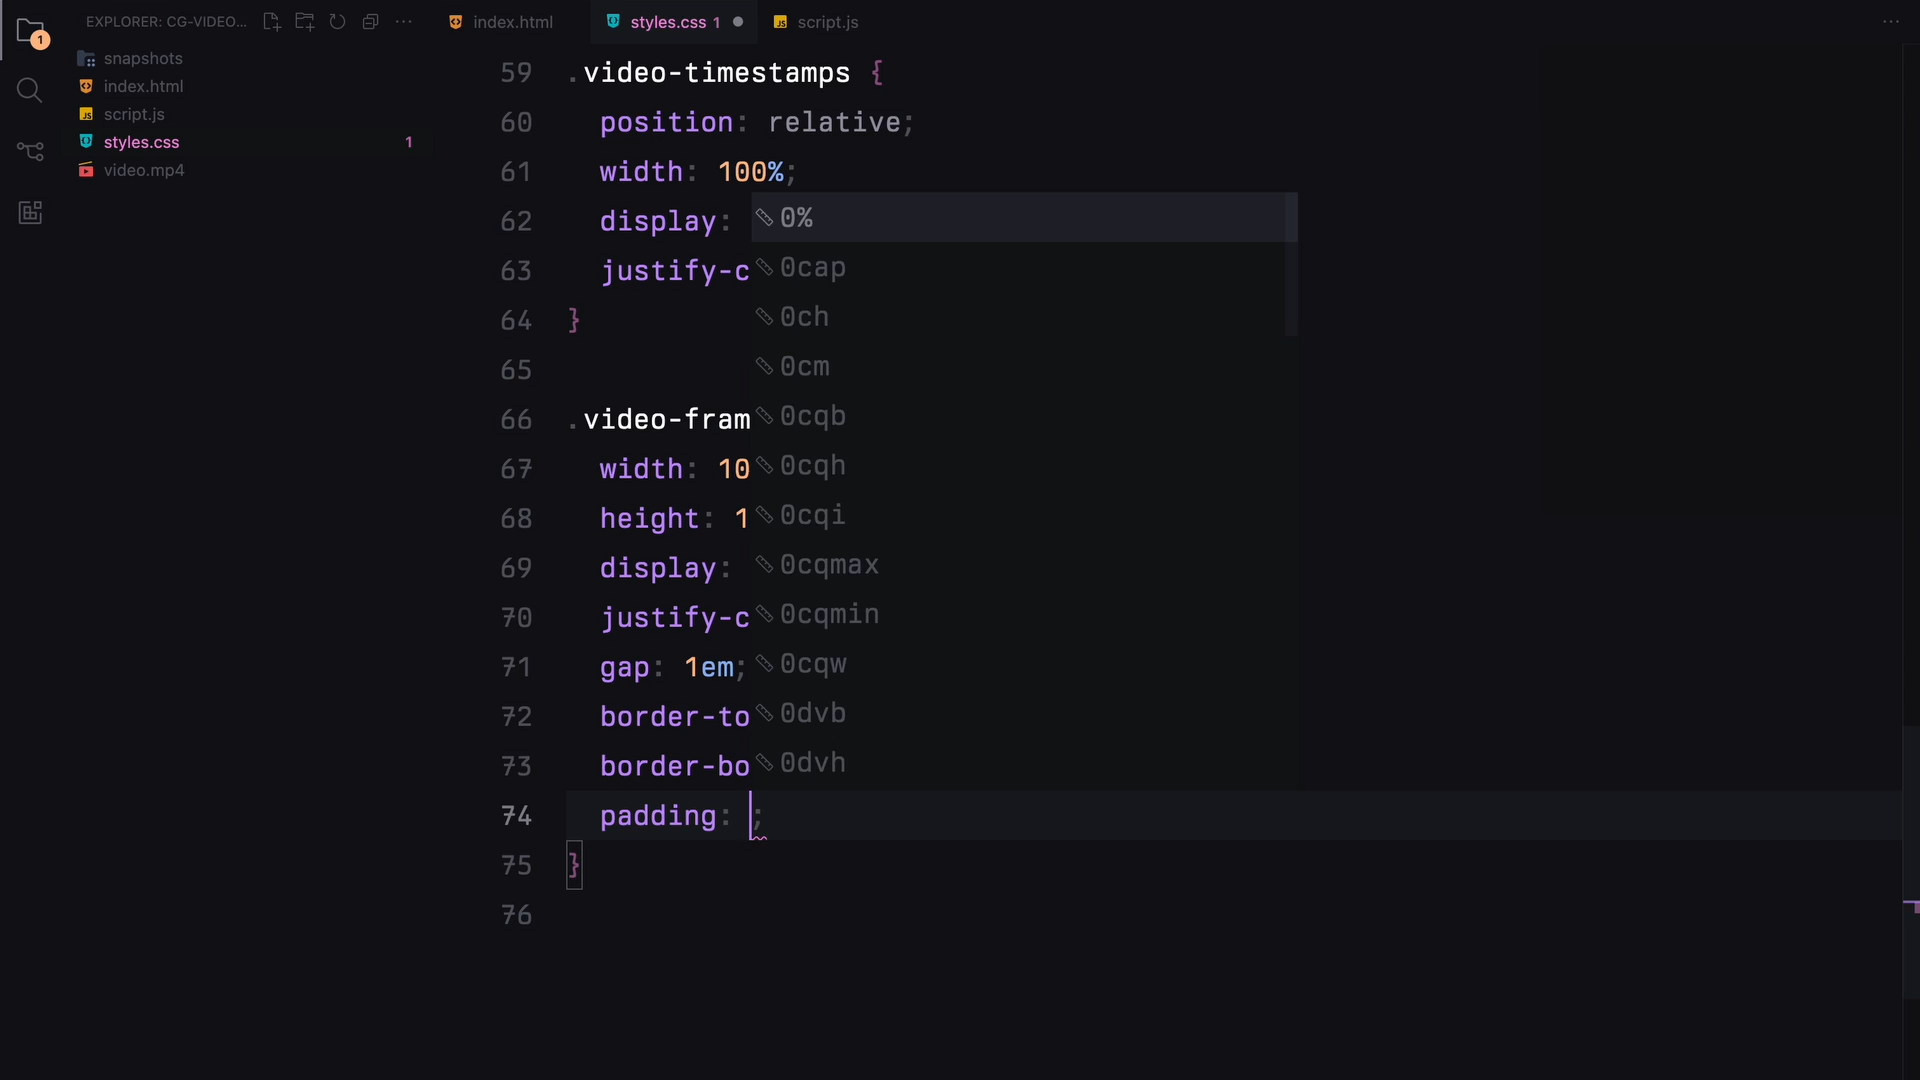 EXPLORER: CG-VIDEO...
1
snapshots
index.html
script.js
styles.css 1
video.mp4
index.html
styles.css 1
script.js
59 .video-timestamps {
60 position: relative;
61 width: 100%;
62 display:
63 justify-c
64 }
65
66 .video-fram
67 width: 10
68 height: 1
69 display:
70 justify-c
71 gap: 1em;
72 border-to
73 border-bo
74 padding: ;
75 }
76
0%
0cap
0ch
0cm
0cqb
0cqh
0cqi
0cqmax
0cqmin
0cqw
0dvb
0dvh